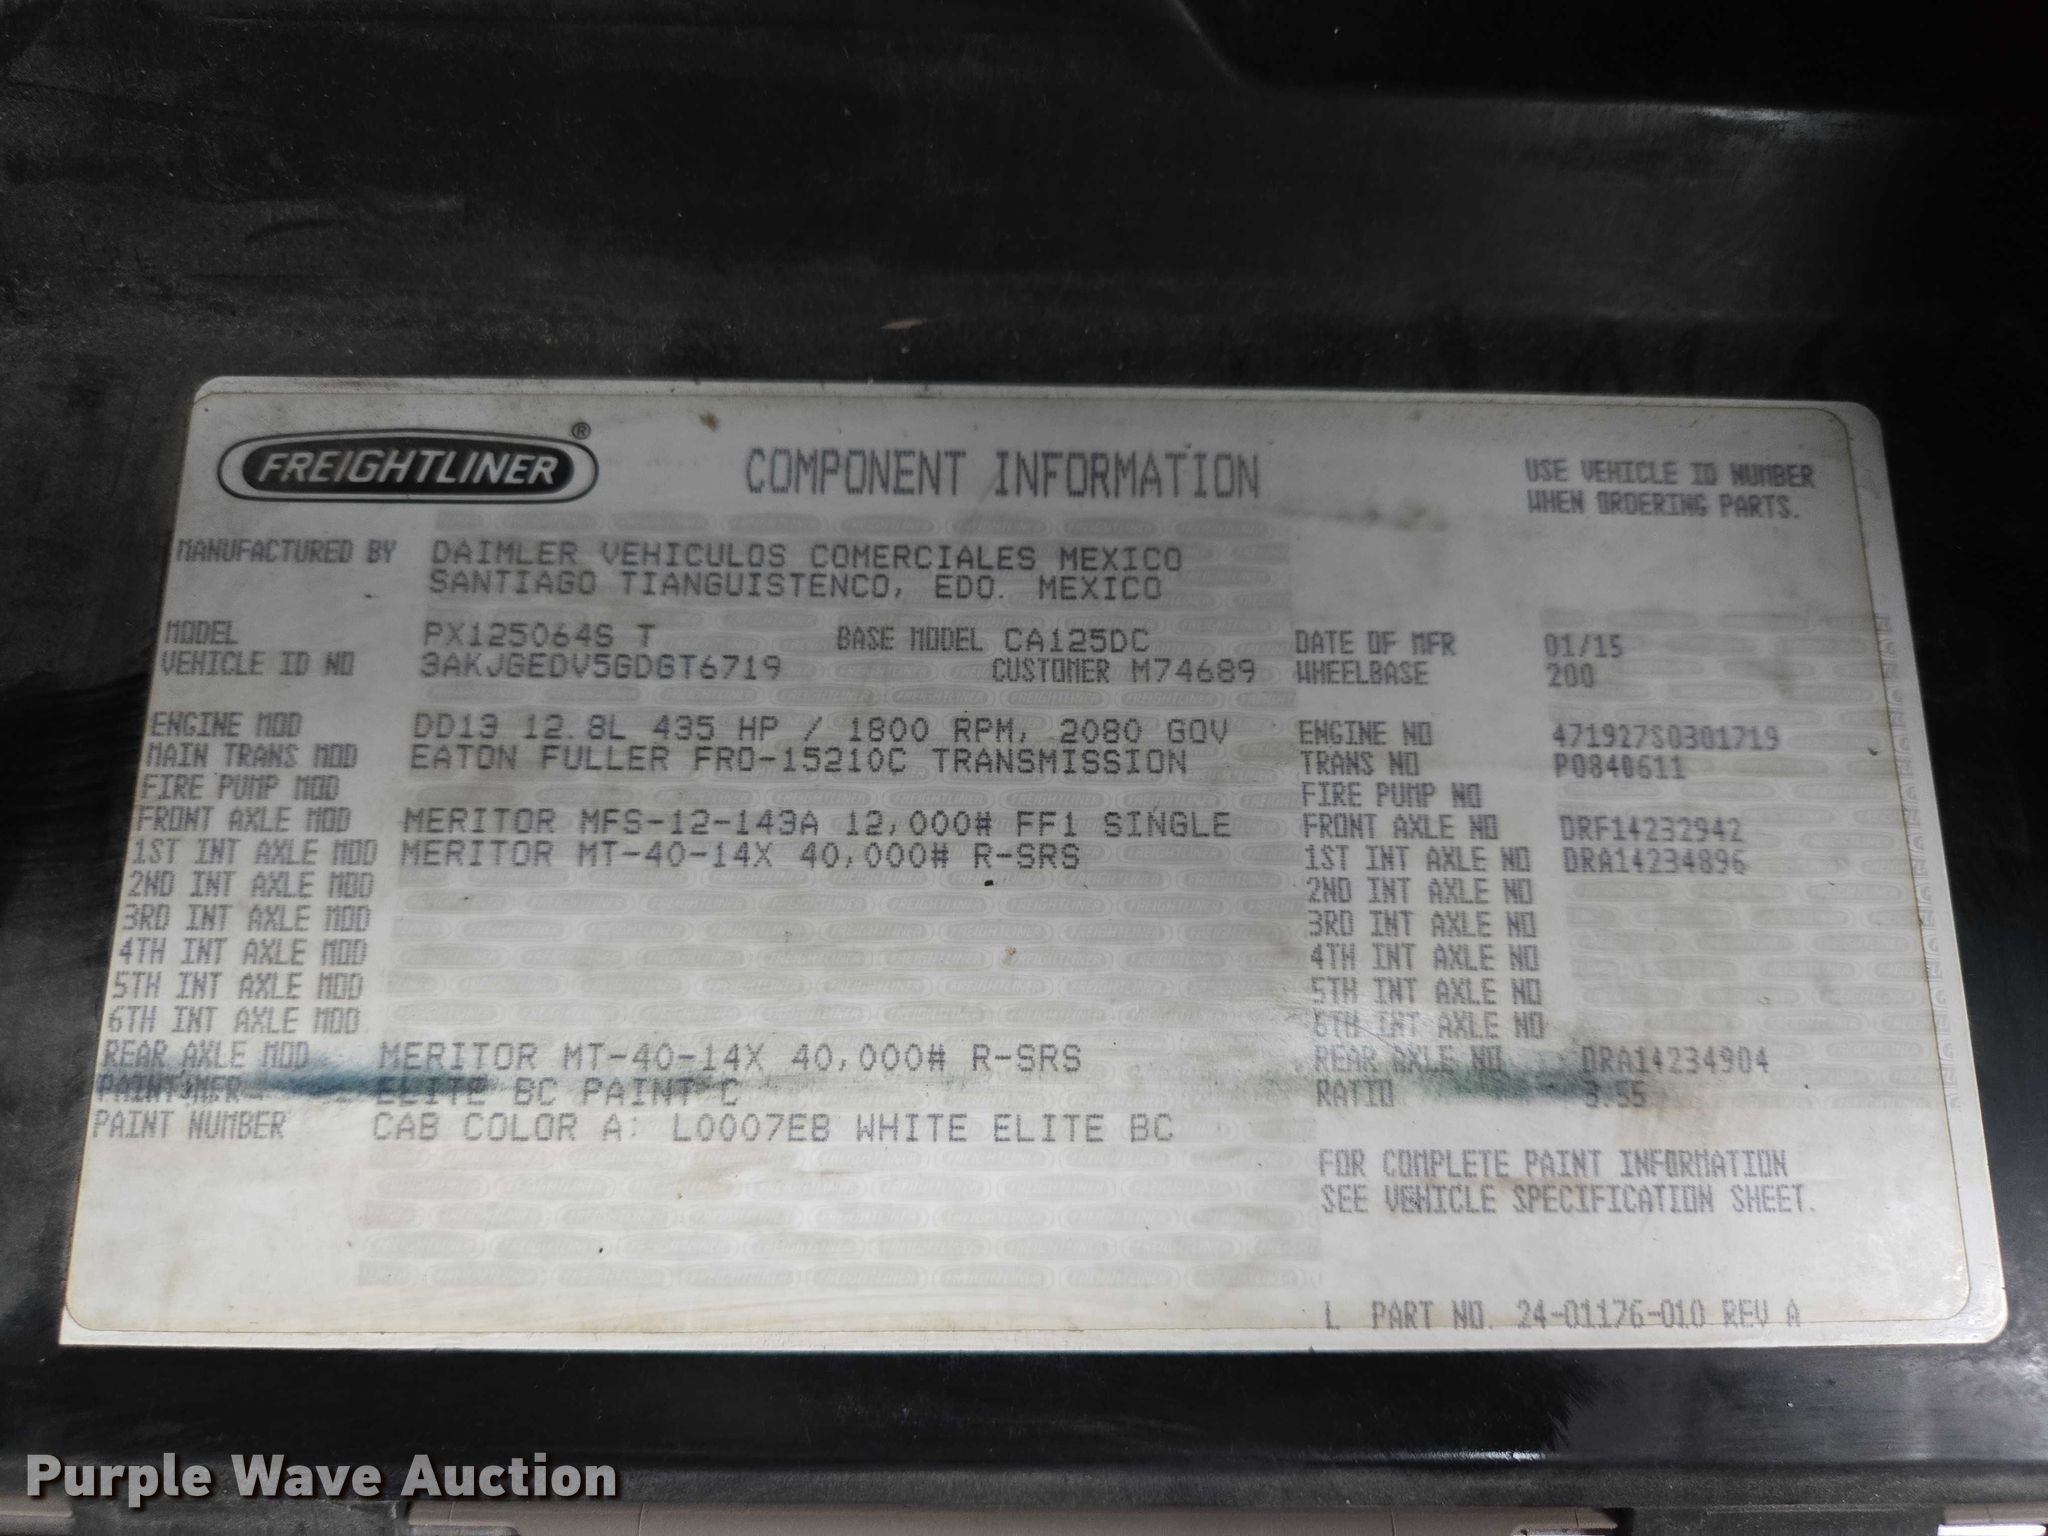 FREIGHTLINER®
COMPONENT INFORMATION
USE VEHICLE ID NUMBER
WHEN ORDERING PARTS.
MANUFACTURED BY DAIMLER VEHICULOS COMERCIALES MEXICO
SANTIAGO TIANGUISTENCO, EDO. MEXICO
MODEL PX125064S T BASE MODEL CA125DC DATE OF MFR 01/15
VEHICLE ID NO 3AKJGEDV5GDGT6719 CUSTOMER M74689 WHEELBASE 200
ENGINE MOD DD13 12.8L 435 HP / 1800 RPM, 2080 GOV ENGINE NO 471927S0301719
MAIN TRANS MOD EATON FULLER FRO-15210C TRANSMISSION TRANS NO P0840611
FIRE PUMP MOD FIRE PUMP NO
FRONT AXLE MOD MERITOR MFS-12-143A 12,000# FF1 SINGLE FRONT AXLE NO DRF14232942
1ST INT AXLE MOD MERITOR MT-40-14X 40,000# R-SRS 1ST INT AXLE NO DRA14234896
2ND INT AXLE MOD 2ND INT AXLE NO
3RD INT AXLE MOD 3RD INT AXLE NO
4TH INT AXLE MOD 4TH INT AXLE NO
5TH INT AXLE MOD 5TH INT AXLE NO
6TH INT AXLE MOD 6TH INT AXLE NO
REAR AXLE MOD MERITOR MT-40-14X 40,000# R-SRS REAR AXLE NO DRA14234904
PAINT MFR ELITE BC PAINT C RATIO 3.55
PAINT NUMBER CAB COLOR A: L0007EB WHITE ELITE BC
FOR COMPLETE PAINT INFORMATION
SEE VEHICLE SPECIFICATION SHEET.
L PART NO. 24-01176-010 REV A
Purple Wave Auction